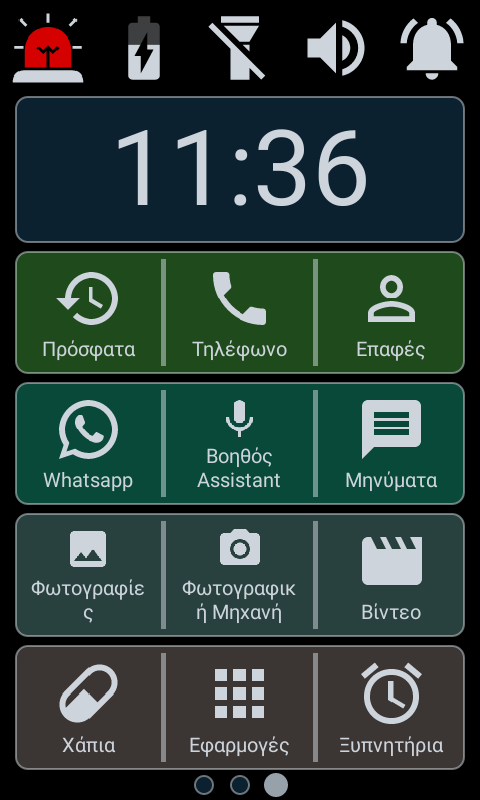 11:36
Πρόσφατα
Τηλέφωνο
Επαφές
Whatsapp
Βοηθός
Assistant
Μηνύματα
Φωτογραφίε
ς
Φωτογραφικ
ή Μηχανή
Βίντεο
Χάπια
Εφαρμογές
Ξυπνητήρια